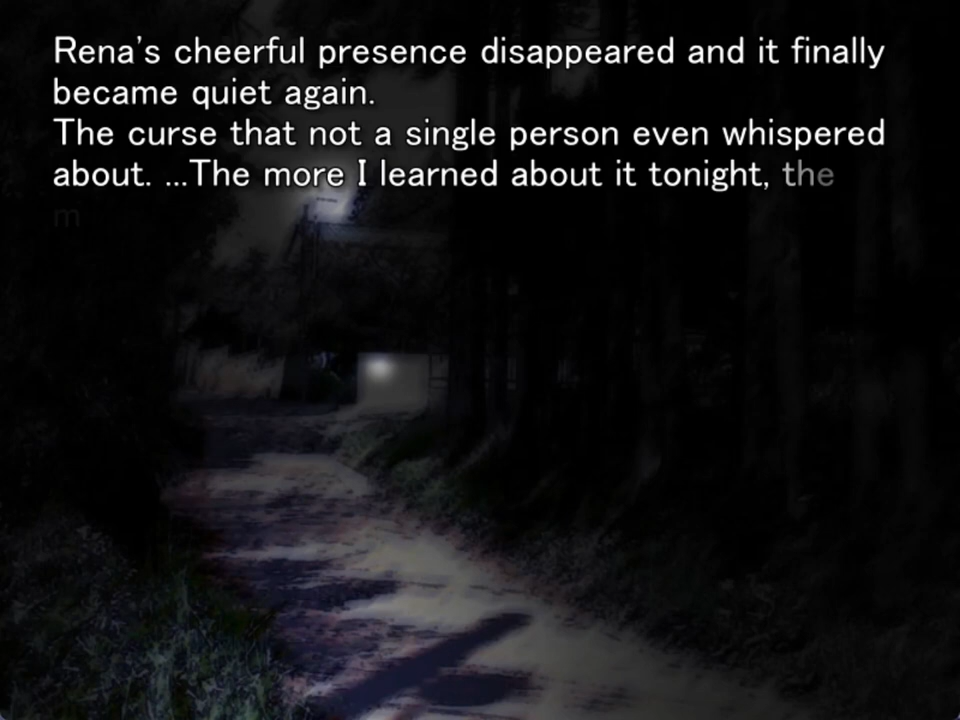 Rena's cheerful presence disappeared and it finally
became quiet again.
The curse that not a single person even whispered
about. ...The more I learned about it tonight, the
m